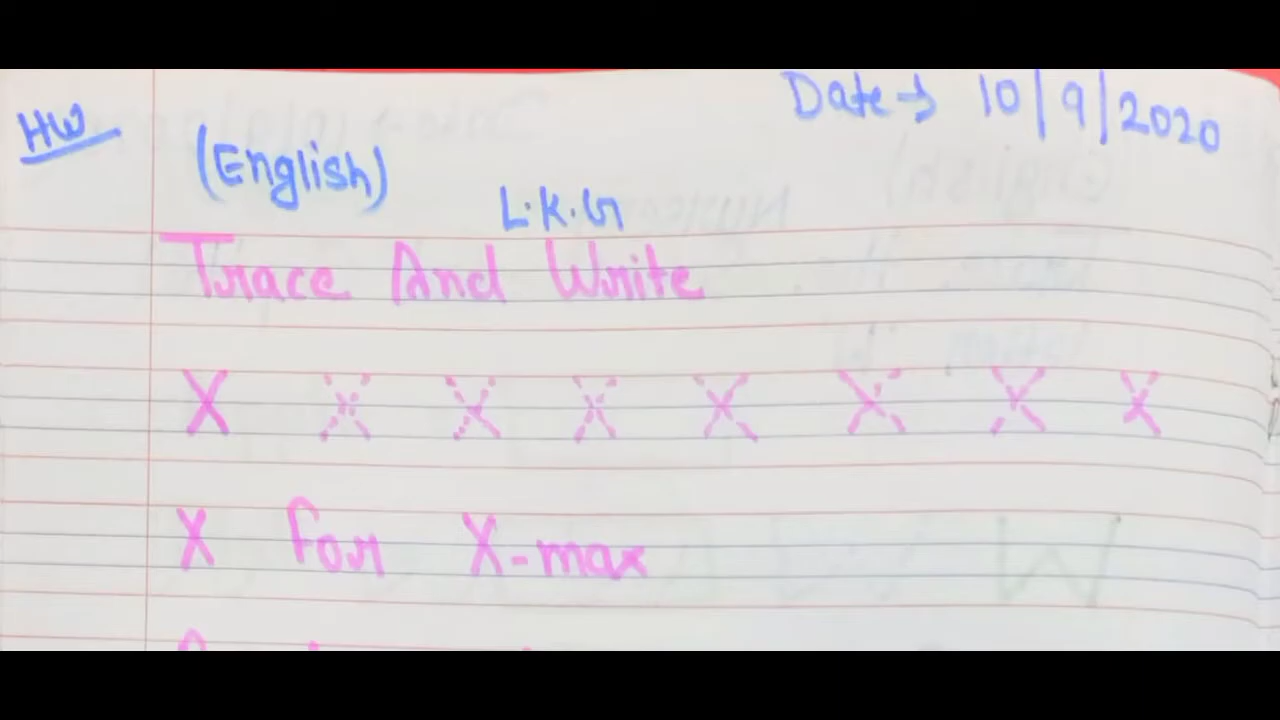 HW
Date → 10/9/2020
(English)
L.K.G
Trace And Write
X X X X X X X X
X for X-max